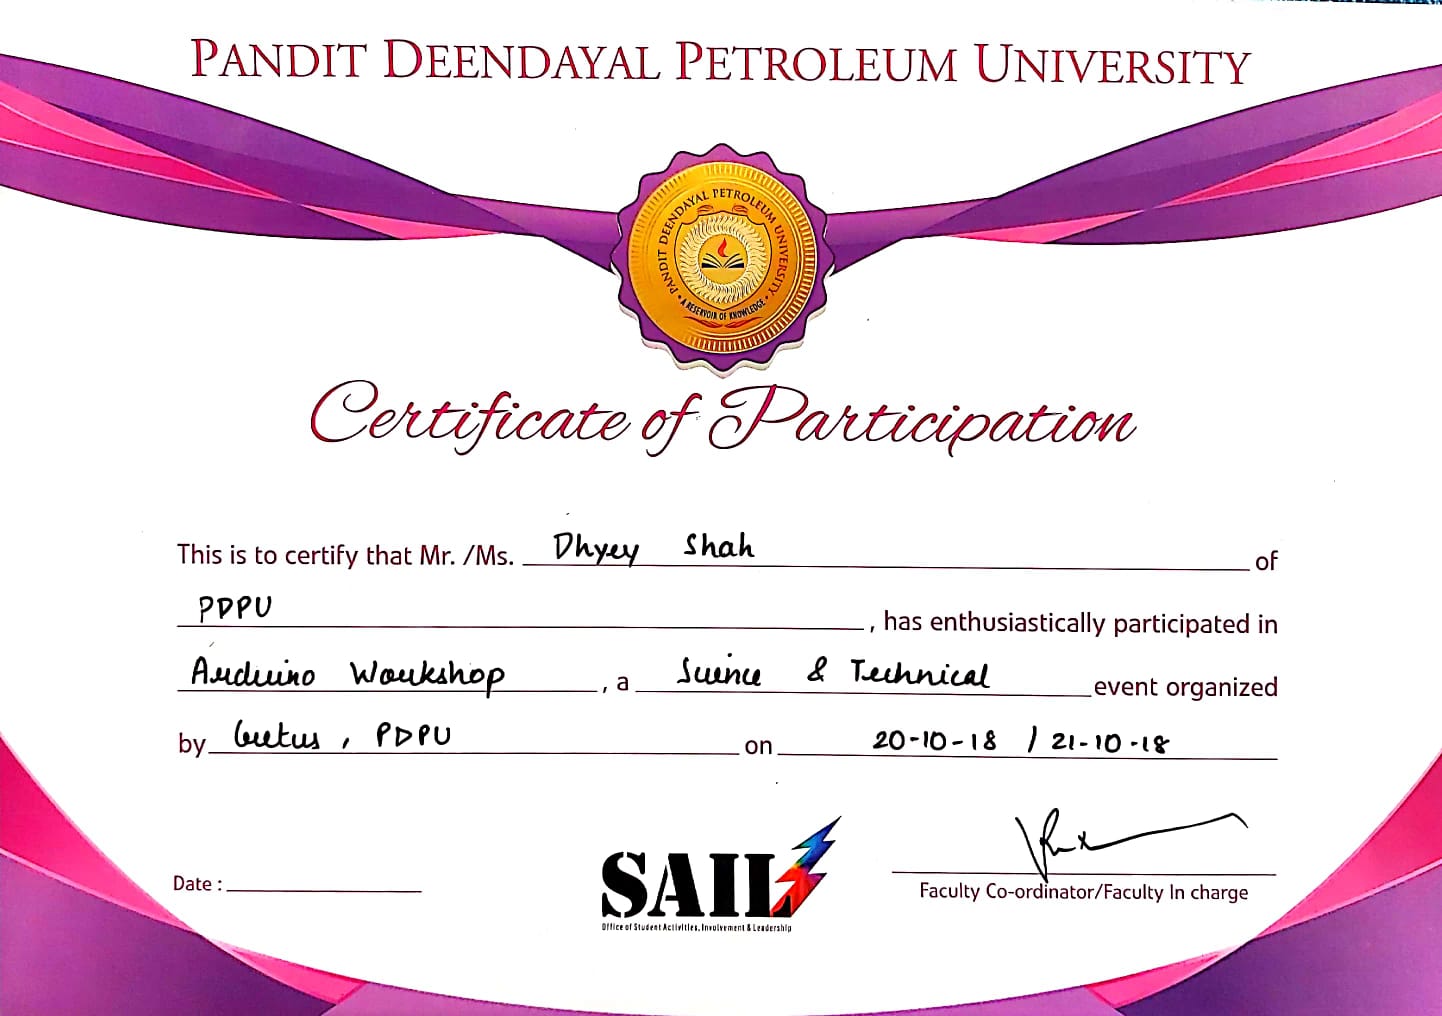 PANDIT DEENDAYAL PETROLEUM UNIVERSITY
PANDIT DEENDAYAL PETROLEUM UNIVERSITY
A RESERVOIR OF KNOWLEDGE
Certificate of Participation
This is to certify that Mr. /Ms. Dhyey Shah of
PDPU, has enthusiastically participated in
Arduino Workshop, a Science & Technical event organized
by PDPU on 20-10-18 / 21-10-18
SAIL
Office of Student Activities, Involvement & Leadership
Date :
Faculty Co-ordinator/Faculty In charge